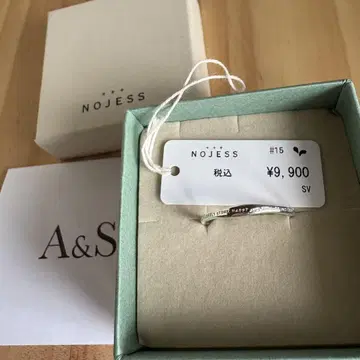 NOJESS
NOJESS
#15
税込
¥9,900
SV
A&S